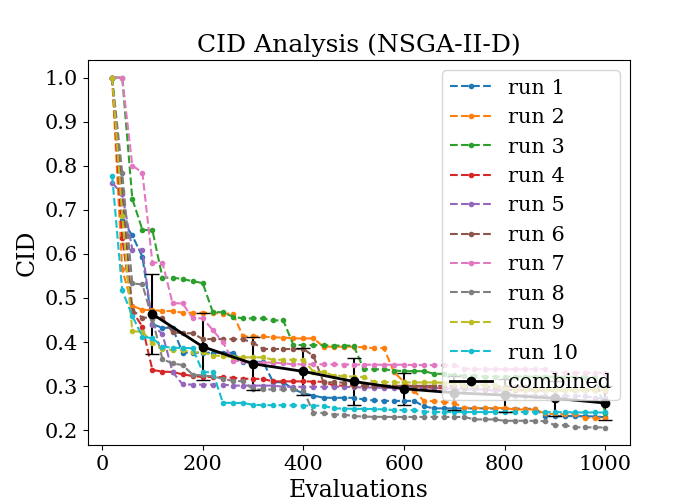 CID Analysis (NSGA-II-D)
1.0
0.9
0.8
0.7
0.6
0.5
0.4
0.3
0.2
CID
run 1
run 2
run 3
run 4
run 5
run 6
run 7
run 8
run 9
run 10
combined
0 200 400 600 800 1000
Evaluations